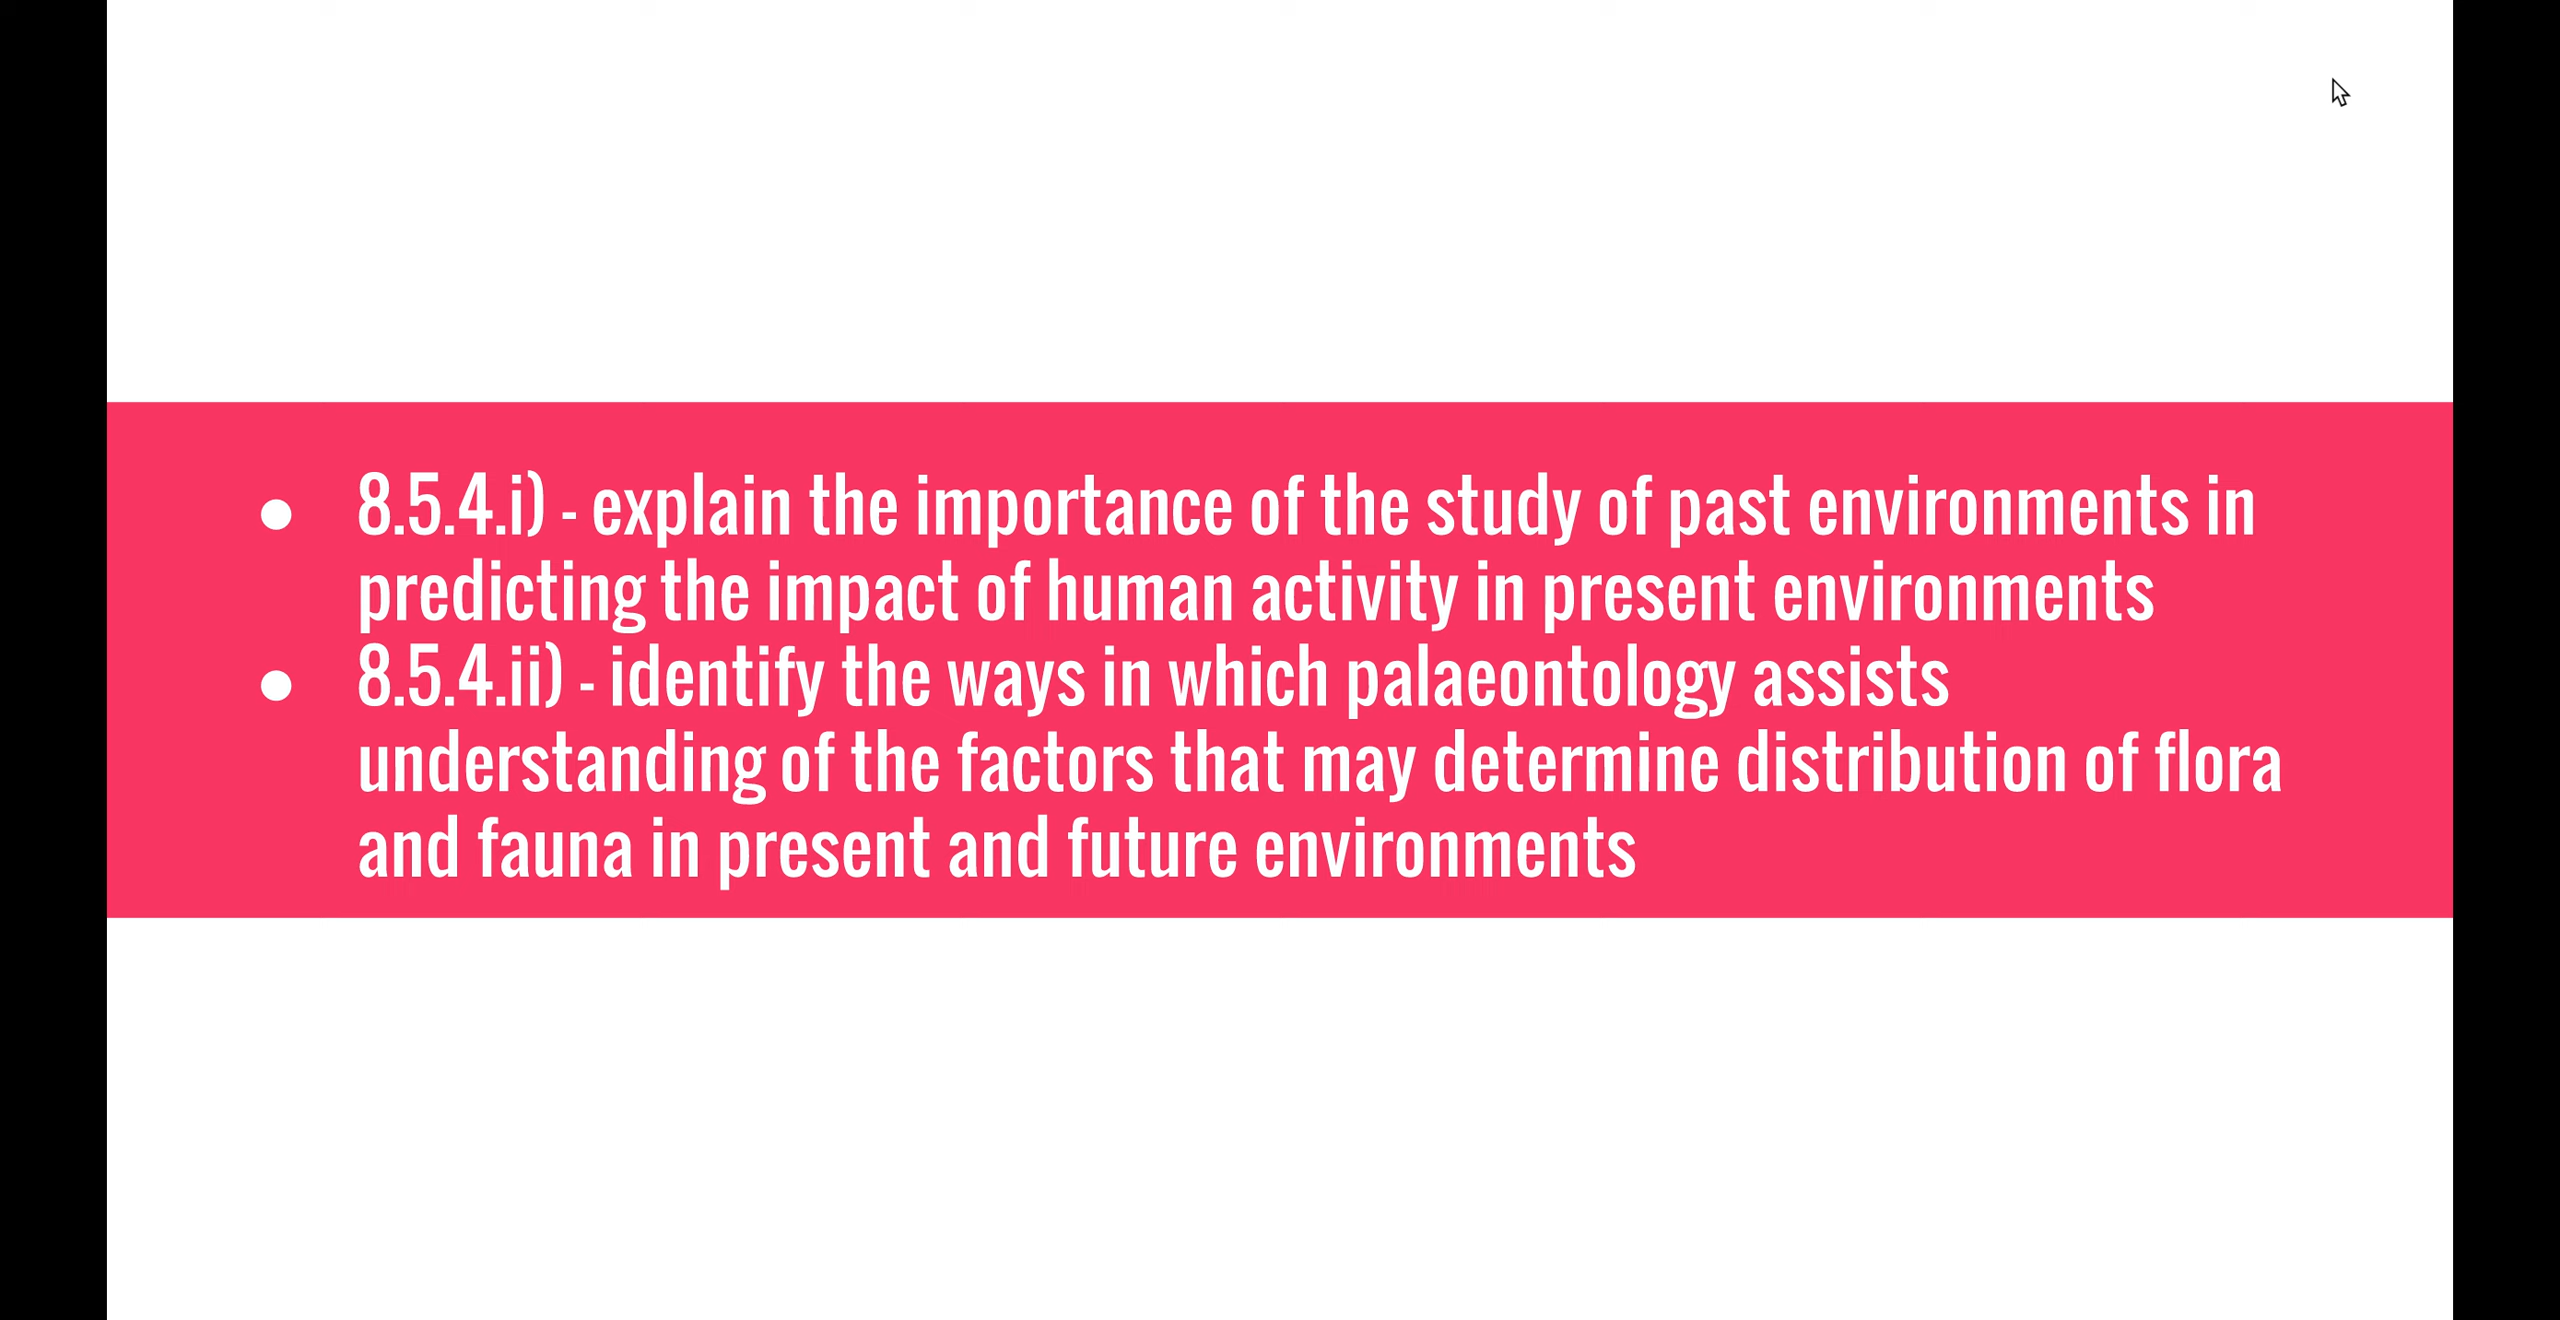 ● 8.5.4.i) - explain the importance of the study of past environments in
predicting the impact of human activity in present environments
● 8.5.4.ii) - identify the ways in which palaeontology assists
understanding of the factors that may determine distribution of flora
and fauna in present and future environments